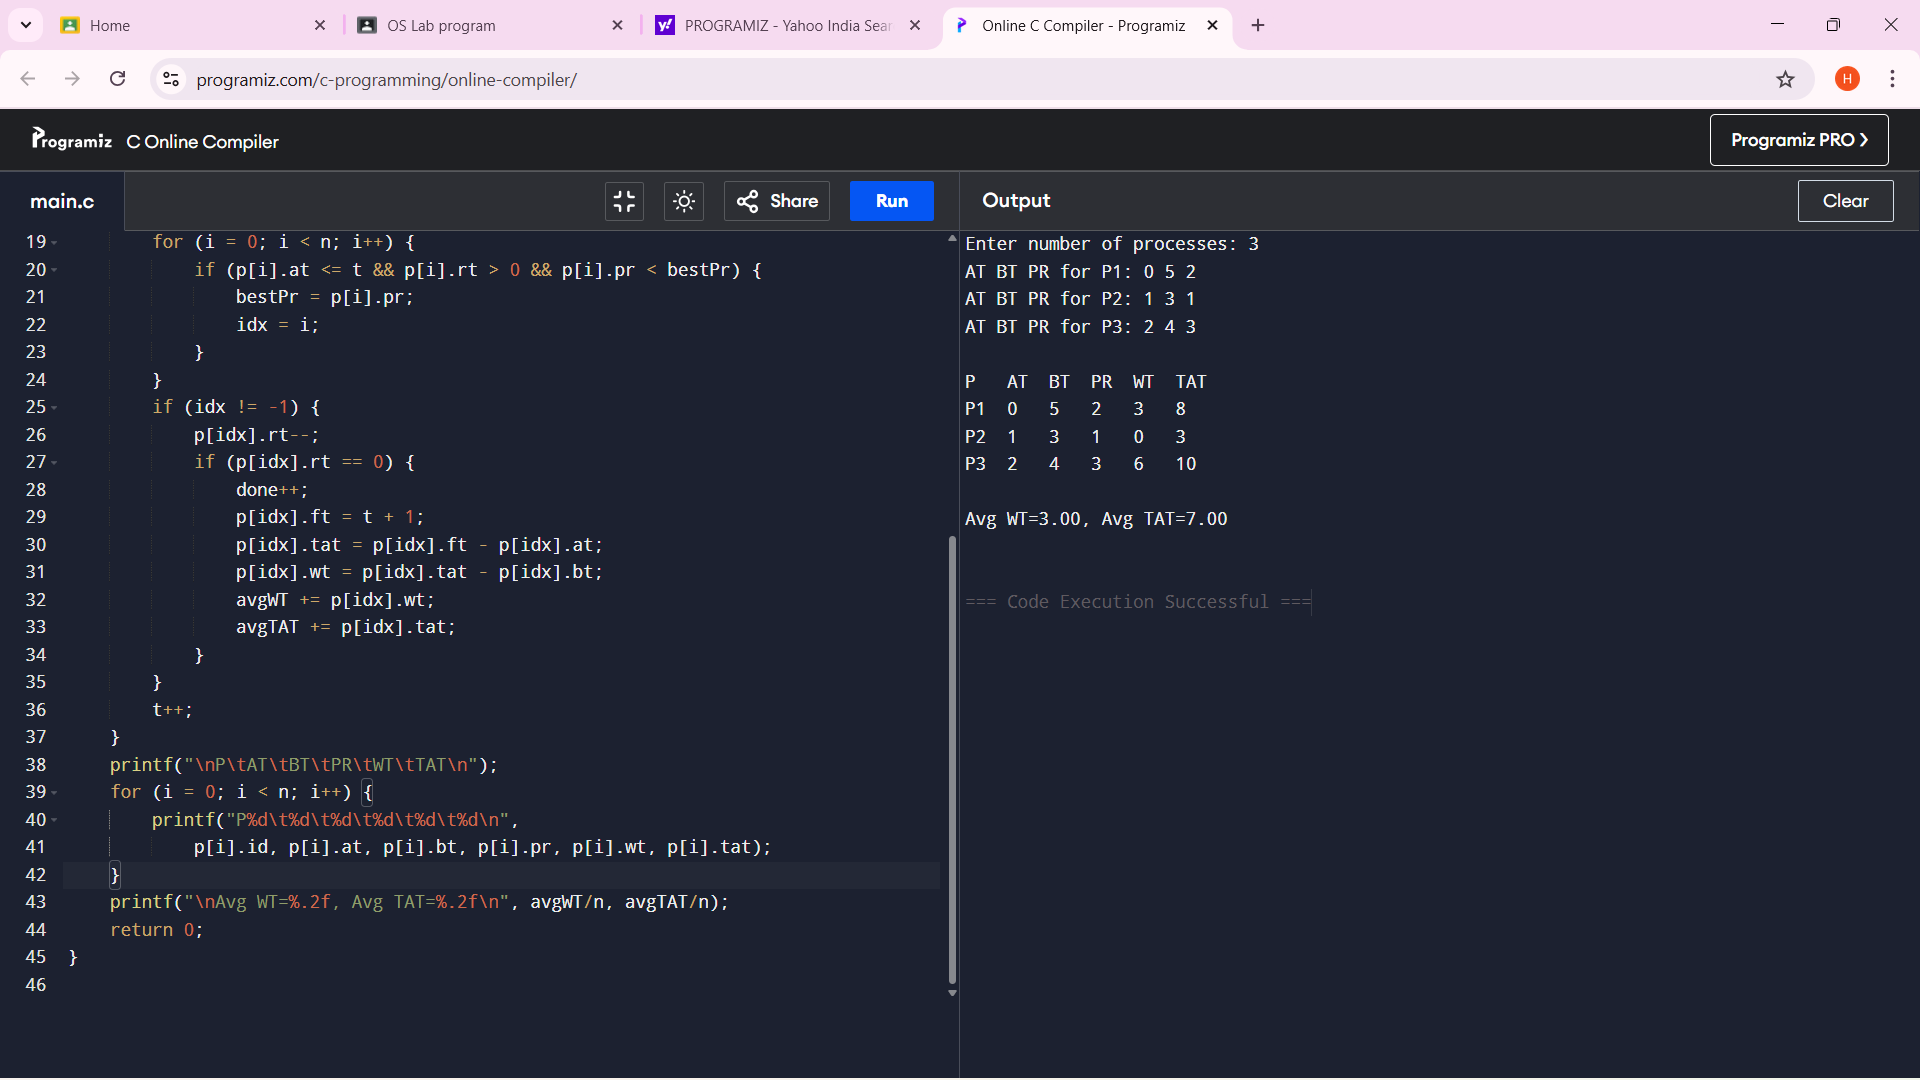 Home
OS Lab program
PROGRAMIZ - Yahoo India Sear
Online C Compiler - Programiz
programiz.com/c-programming/online-compiler/
H
Programiz C Online Compiler
Programiz PRO ❯
main.c
Share
Run
Output
Clear
19 for (i = 0; i < n; i++) {
20 if (p[i].at <= t && p[i].rt > 0 && p[i].pr < bestPr) {
21 bestPr = p[i].pr;
22 idx = i;
23 }
24 }
25 if (idx != -1) {
26 p[idx].rt--;
27 if (p[idx].rt == 0) {
28 done++;
29 p[idx].ft = t + 1;
30 p[idx].tat = p[idx].ft - p[idx].at;
31 p[idx].wt = p[idx].tat - p[idx].bt;
32 avgWT += p[idx].wt;
33 avgTAT += p[idx].tat;
34 }
35 }
36 t++;
37 }
38 printf("\nP\tAT\tBT\tPR\tWT\tTAT\n");
39 for (i = 0; i < n; i++) {
40 printf("P%d\t%d\t%d\t%d\t%d\t%d\n",
41 p[i].id, p[i].at, p[i].bt, p[i].pr, p[i].wt, p[i].tat);
42 }
43 printf("\nAvg WT=%.2f, Avg TAT=%.2f\n", avgWT/n, avgTAT/n);
44 return 0;
45 }
46
Enter number of processes: 3
AT BT PR for P1: 0 5 2
AT BT PR for P2: 1 3 1
AT BT PR for P3: 2 4 3
P AT BT PR WT TAT
P1 0 5 2 3 8
P2 1 3 1 0 3
P3 2 4 3 6 10
Avg WT=3.00, Avg TAT=7.00
=== Code Execution Successful ===